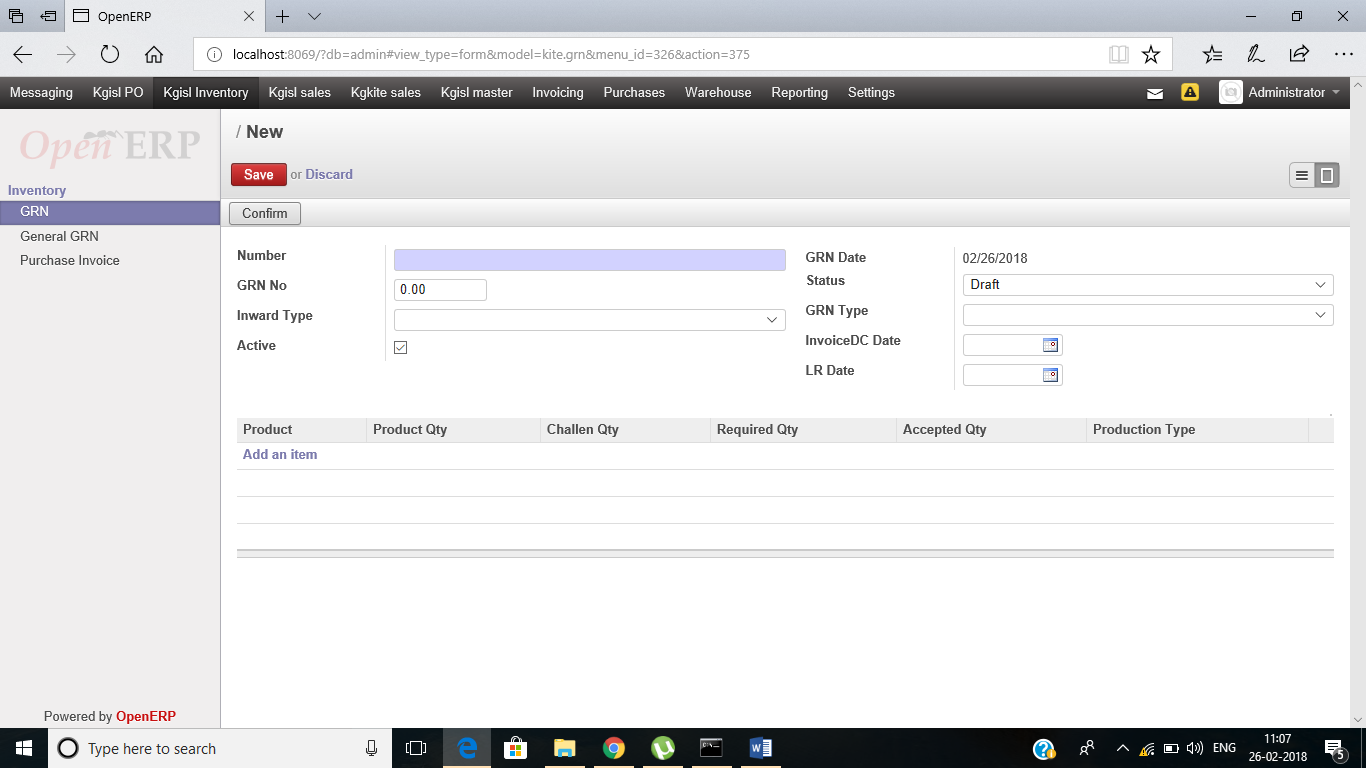 OpenERP
localhost:8069/?db=admin#view_type=form&model=kite.grn&menu_id=326&action=375
Messaging Kgisl PO Kgisl Inventory Kgisl sales Kgkite sales Kgisl master Invoicing Purchases Warehouse Reporting Settings Administrator
Open ERP
/ New
Save or Discard
Inventory
GRN
General GRN
Purchase Invoice
Confirm
Number
GRN No 0.00
Inward Type
Active
GRN Date 02/26/2018
Status Draft
GRN Type
InvoiceDC Date
LR Date
Product Product Qty Challen Qty Required Qty Accepted Qty Production Type
Add an item
Powered by OpenERP
Type here to search
ENG
11:07
26-02-2018
5